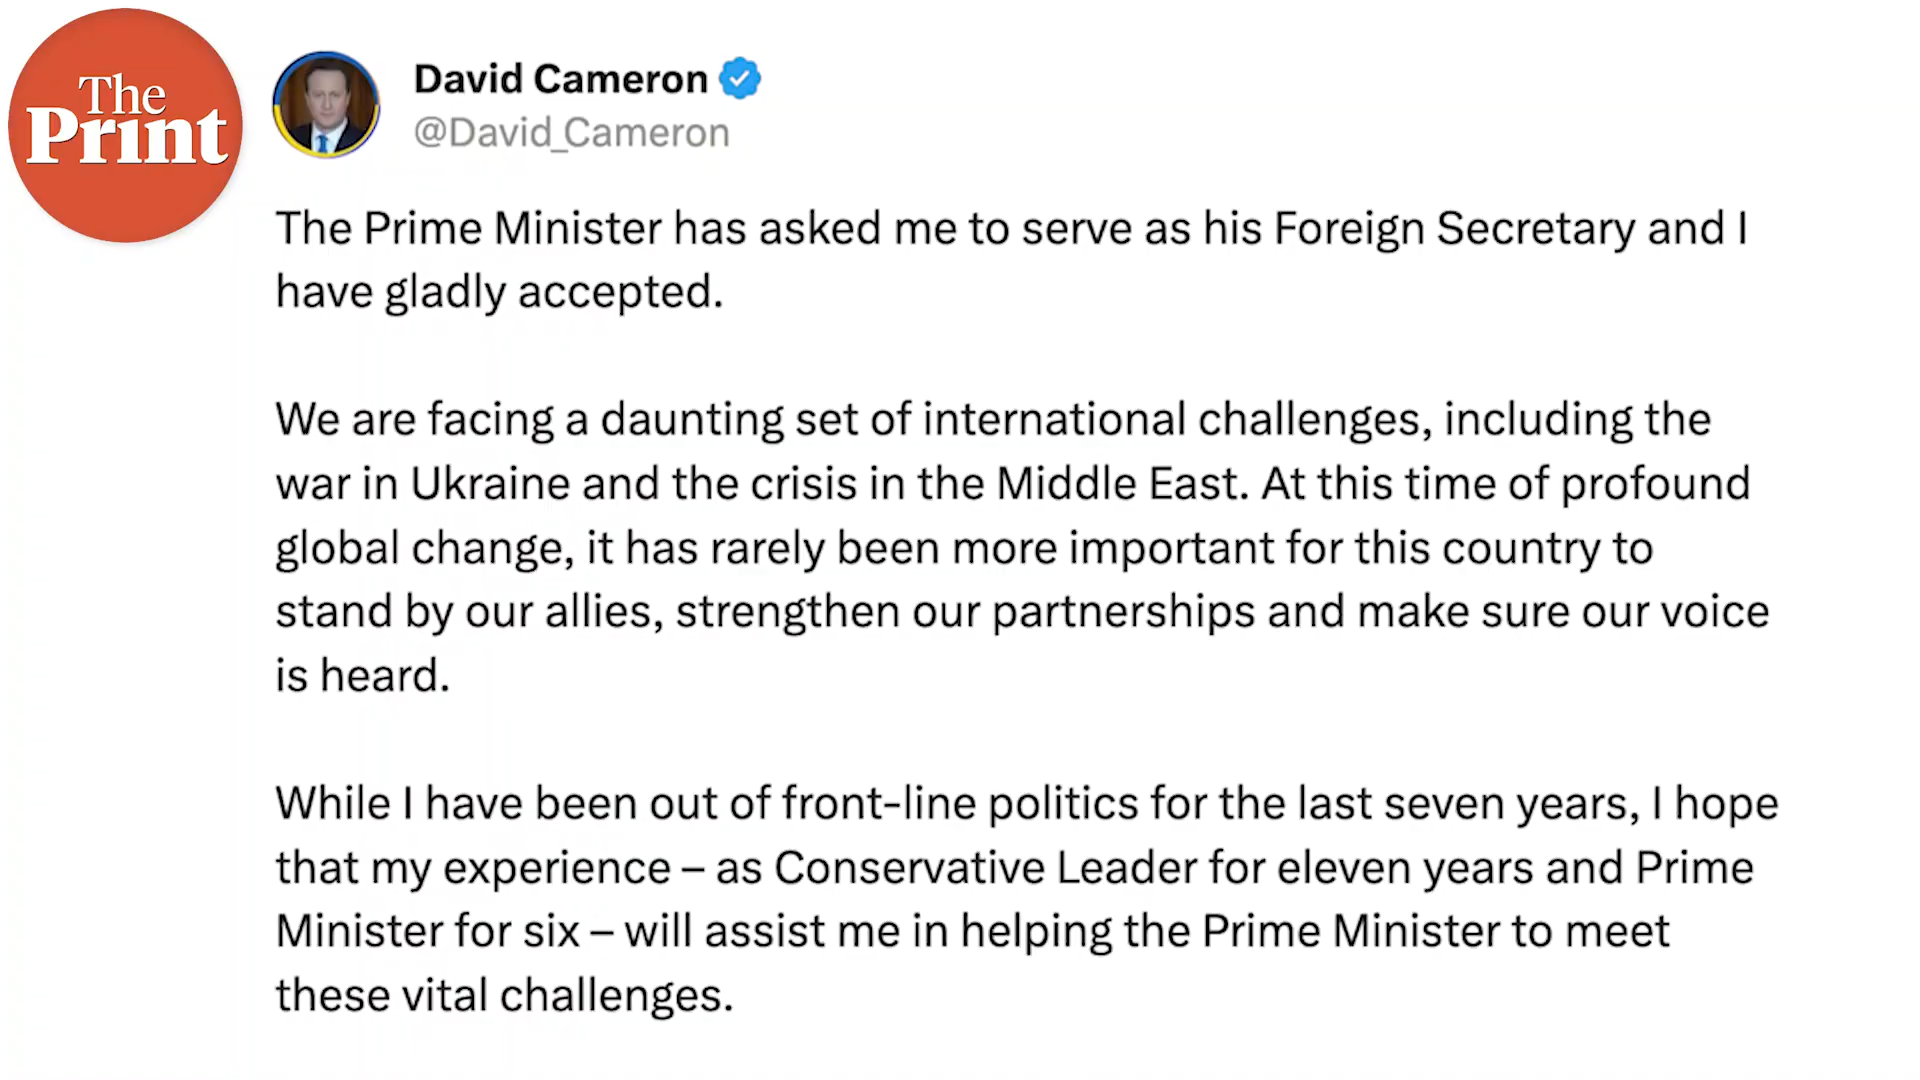 The
Print
David Cameron
@David_Cameron
The Prime Minister has asked me to serve as his Foreign Secretary and I
have gladly accepted.
We are facing a daunting set of international challenges, including the
war in Ukraine and the crisis in the Middle East. At this time of profound
global change, it has rarely been more important for this country to
stand by our allies, strengthen our partnerships and make sure our voice
is heard.
While I have been out of front-line politics for the last seven years, I hope
that my experience – as Conservative Leader for eleven years and Prime
Minister for six – will assist me in helping the Prime Minister to meet
these vital challenges.